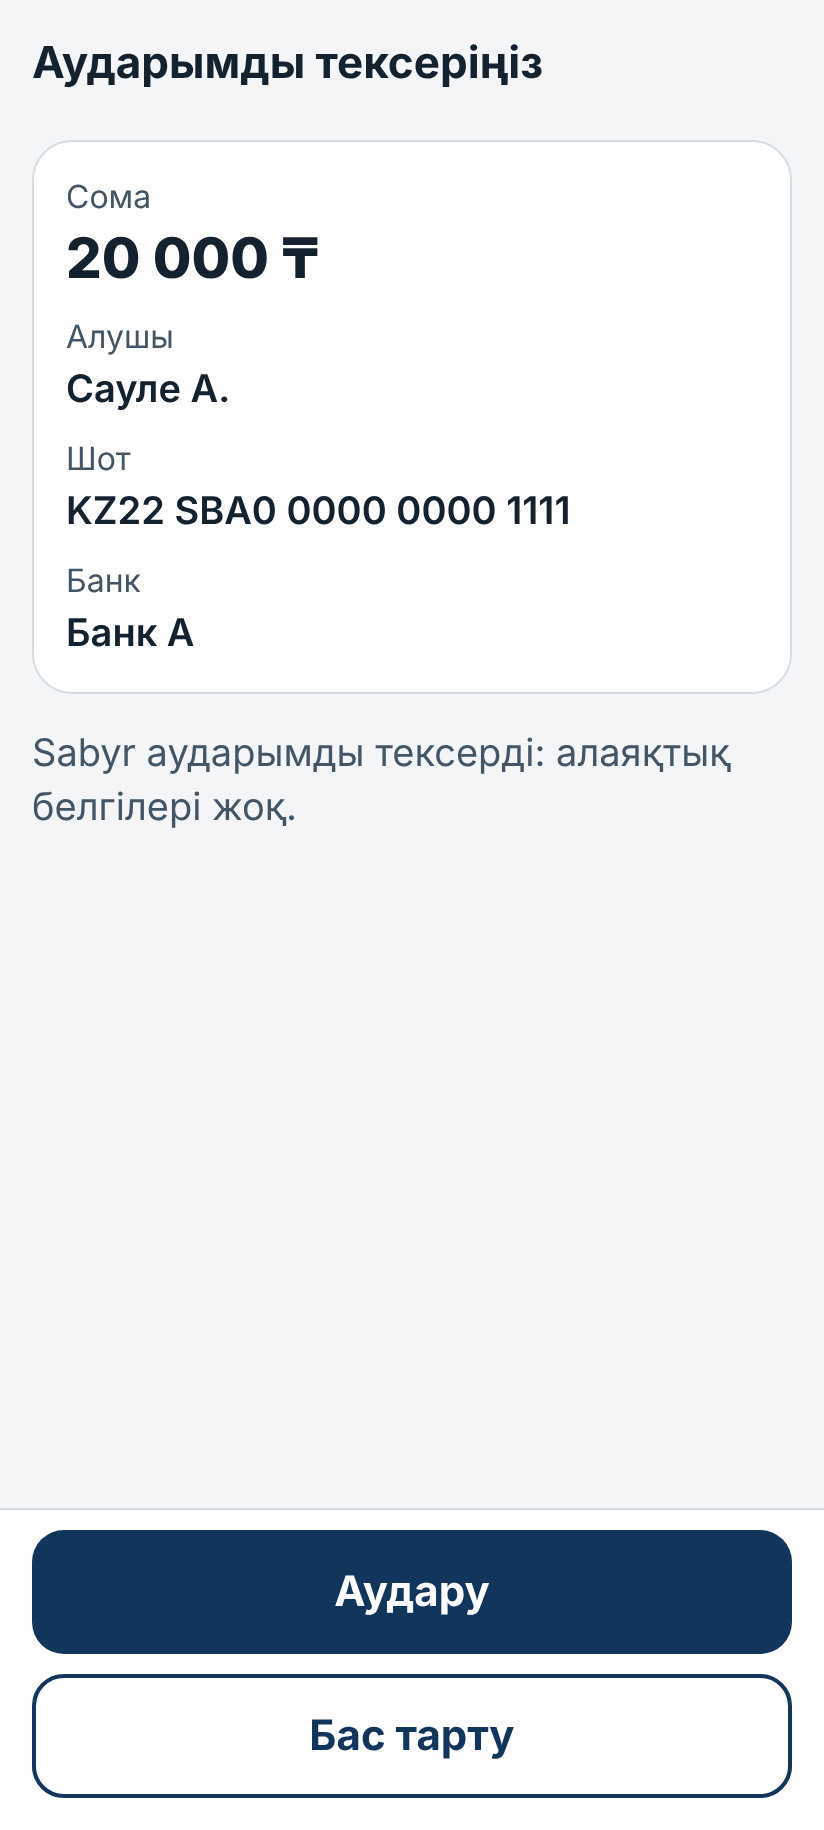 Аударымды тексеріңіз
Сома
20 000 ₸
Алушы
Сауле А.
Шот
KZ22 SBA0 0000 0000 1111
Банк
Банк А
Sabyr аударымды тексерді: алаяқтық
белгілері жоқ.
Аудару
Бас тарту